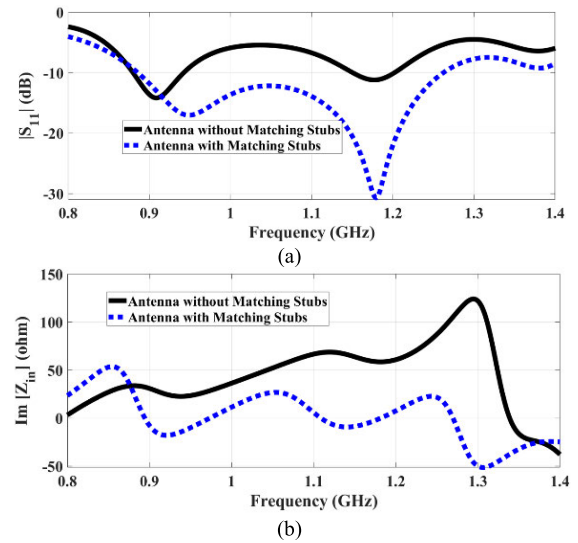 0
-10
-20
-30
|S11| (dB)
Antenna without Matching Stubs
Antenna with Matching Stubs
0.8 0.9 1 1.1 1.2 1.3 1.4
Frequency (GHz)
(a)
150
100
50
0
-50
Im |Zin| (ohm)
Antenna without Matching Stubs
Antenna with Matching Stubs
0.8 0.9 1 1.1 1.2 1.3 1.4
Frequency (GHz)
(b)